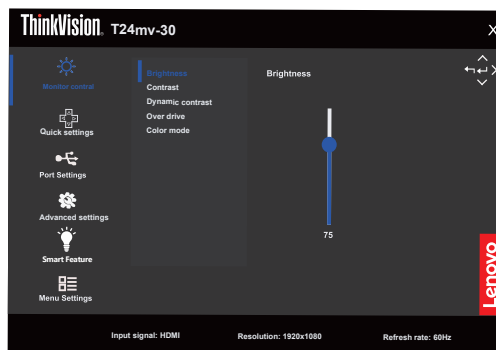 ThinkVision. T24mv-30
X
Monitor control
Quick settings
Port Settings
Advanced settings
Smart Feature
Menu Settings
Brightness
Contrast
Dynamic contrast
Over drive
Color mode
Brightness
75
Lenovo
Input signal: HDMI
Resolution: 1920x1080
Refresh rate: 60Hz